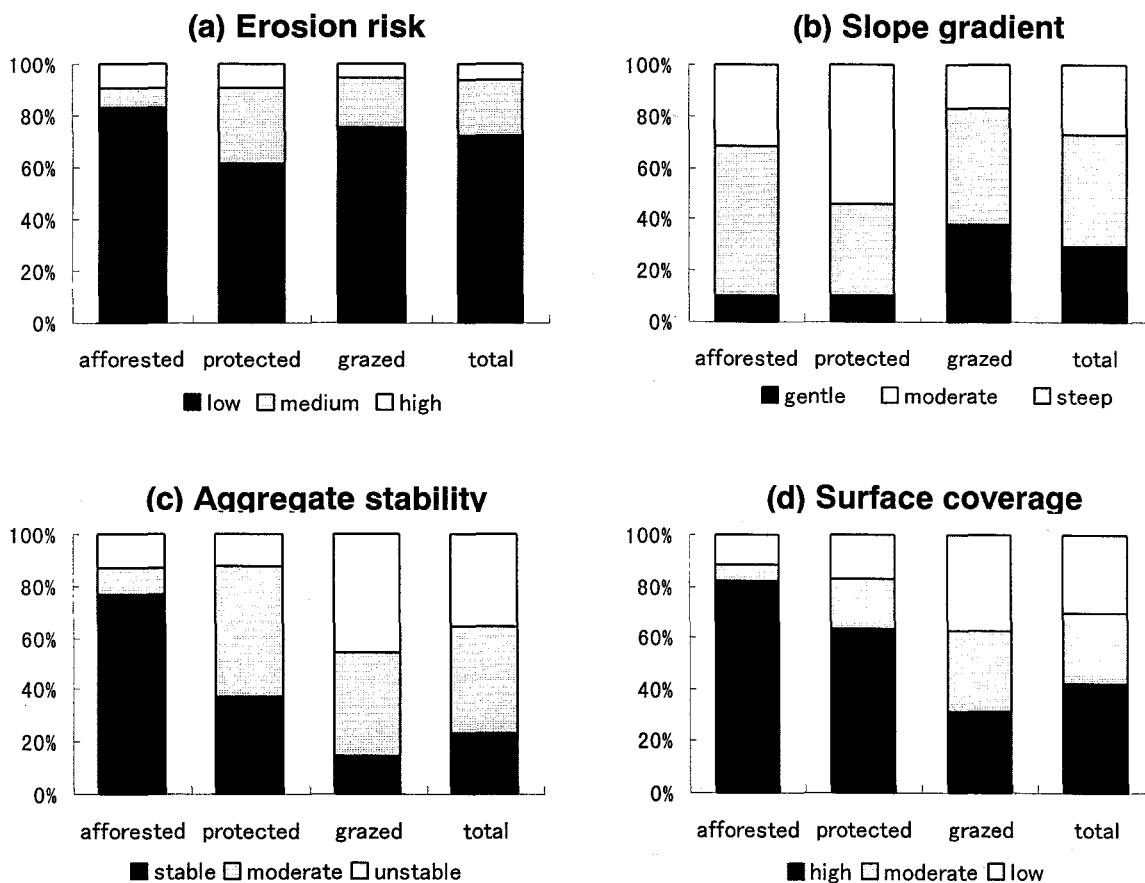 (a) Erosion risk
100%
80%
60%
40%
20%
0%
afforested protected grazed total
low medium high
(b) Slope gradient
100%
80%
60%
40%
20%
0%
afforested protected grazed total
gentle moderate steep
(c) Aggregate stability
100%
80%
60%
40%
20%
0%
afforested protected grazed total
stable moderate unstable
(d) Surface coverage
100%
80%
60%
40%
20%
0%
afforested protected grazed total
high moderate low